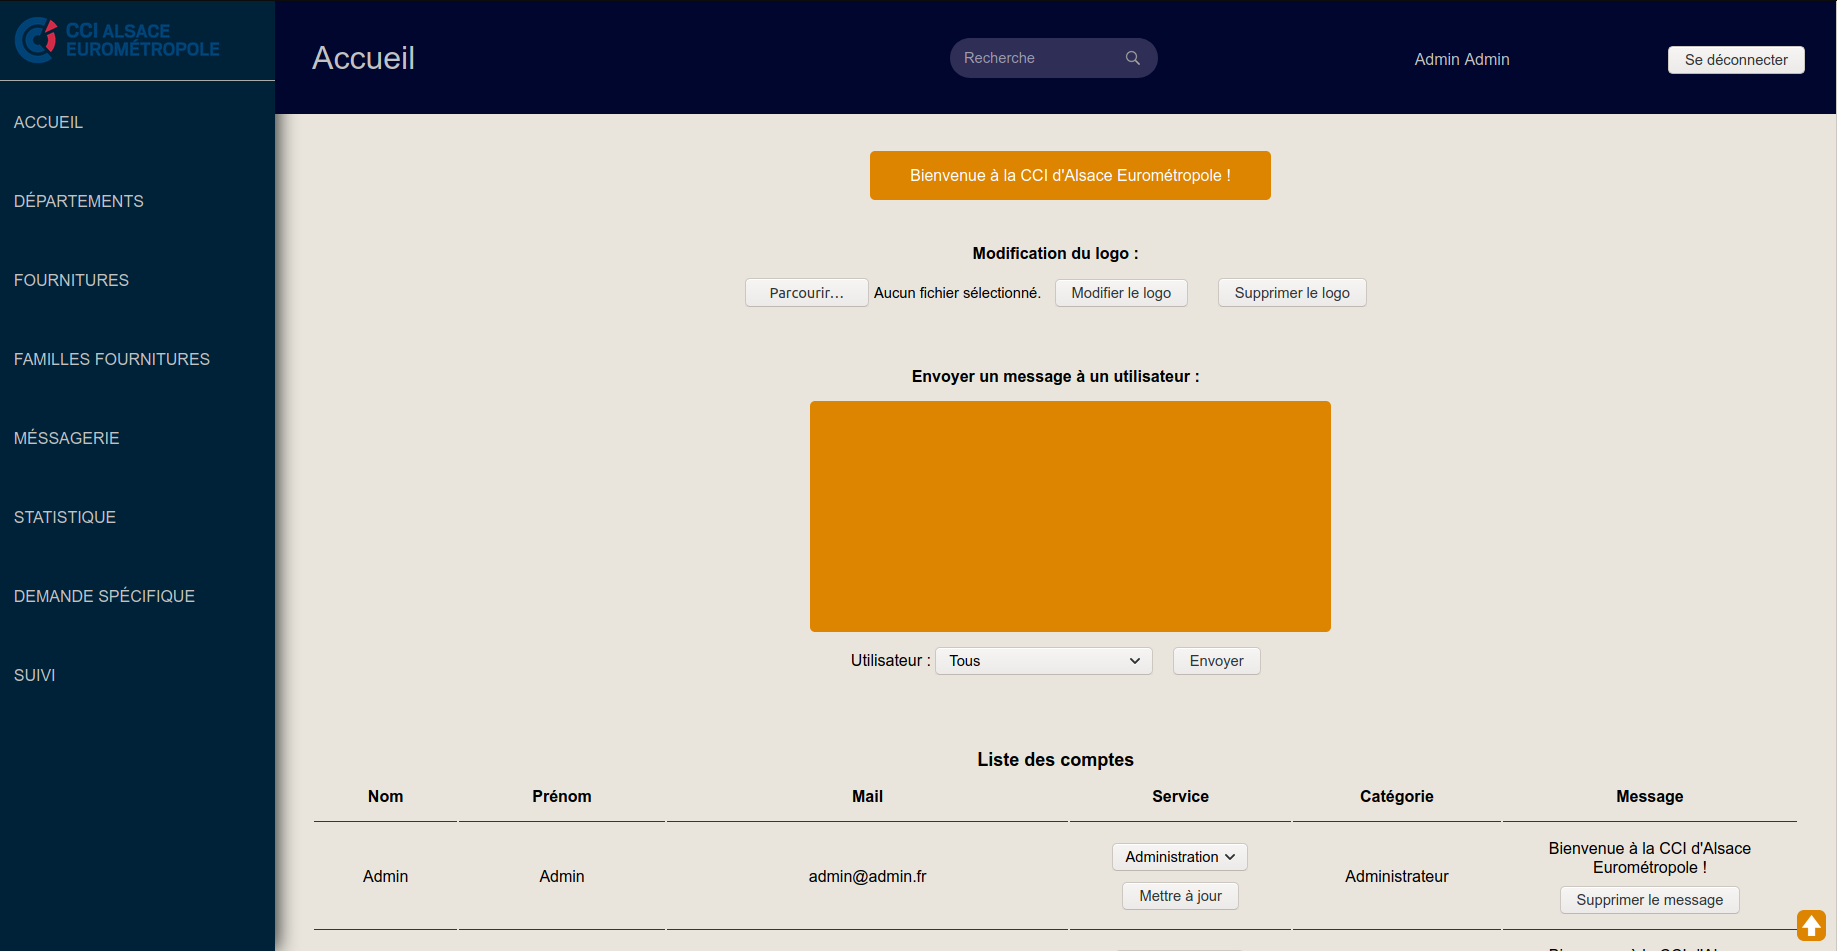 CCI ALSACE
EUROMÉTROPOLE
Accueil
Recherche
Admin Admin
Se déconnecter
ACCUEIL
DÉPARTEMENTS
FOURNITURES
FAMILLES FOURNITURES
MÉSSAGERIE
STATISTIQUE
DEMANDE SPÉCIFIQUE
SUIVI
Bienvenue à la CCI d'Alsace Eurométropole !
Modification du logo :
Parcourir... Aucun fichier sélectionné. Modifier le logo Supprimer le logo
Envoyer un message à un utilisateur :
Utilisateur : Tous Envoyer
Liste des comptes
Nom Prénom Mail Service Catégorie Message
Admin Admin admin@admin.fr Administration Administrateur Bienvenue à la CCI d'Alsace
Eurométropole !
Mettre à jour Supprimer le message